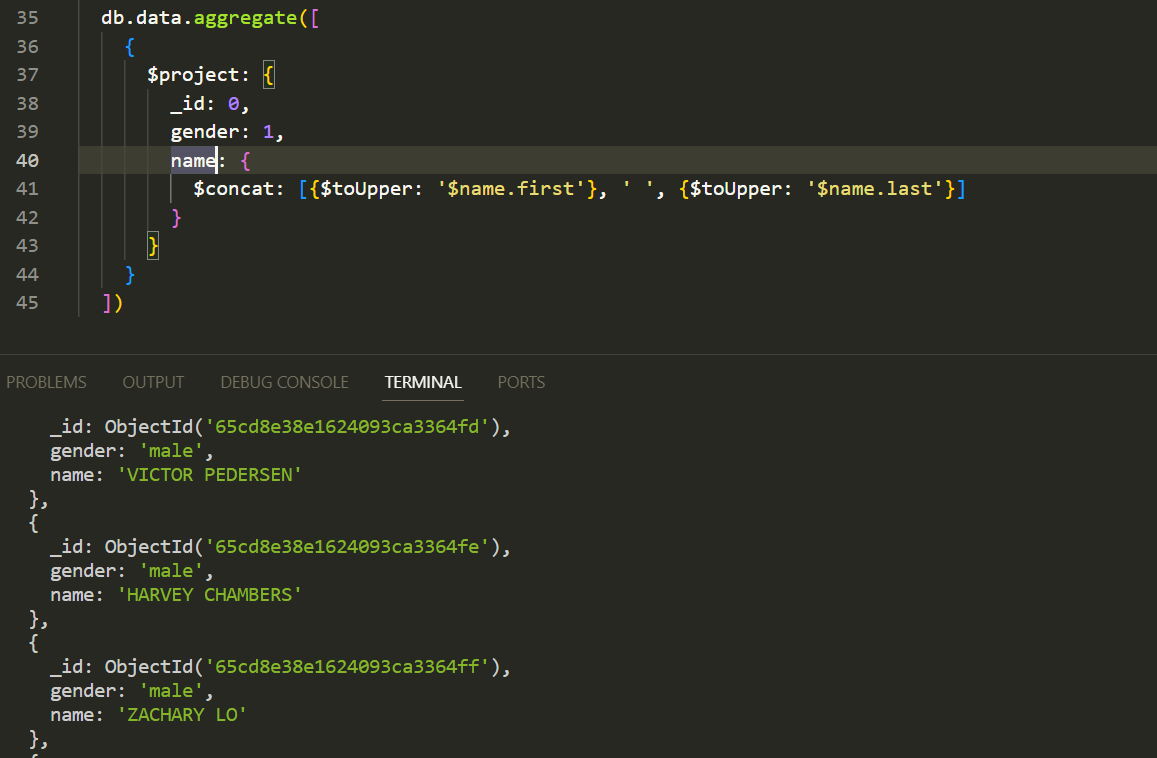 35 db.data.aggregate([
36 {
37 $project: {
38 _id: 0,
39 gender: 1,
40 name: {
41 $concat: [{$toUpper: '$name.first'}, ' ', {$toUpper: '$name.last'}]
42 }
43 }
44 }
45 ])
PROBLEMS OUTPUT DEBUG CONSOLE TERMINAL PORTS
_id: ObjectId('65cd8e38e1624093ca3364fd'),
gender: 'male',
name: 'VICTOR PEDERSEN'
},
{
_id: ObjectId('65cd8e38e1624093ca3364fe'),
gender: 'male',
name: 'HARVEY CHAMBERS'
},
{
_id: ObjectId('65cd8e38e1624093ca3364ff'),
gender: 'male',
name: 'ZACHARY LO'
},